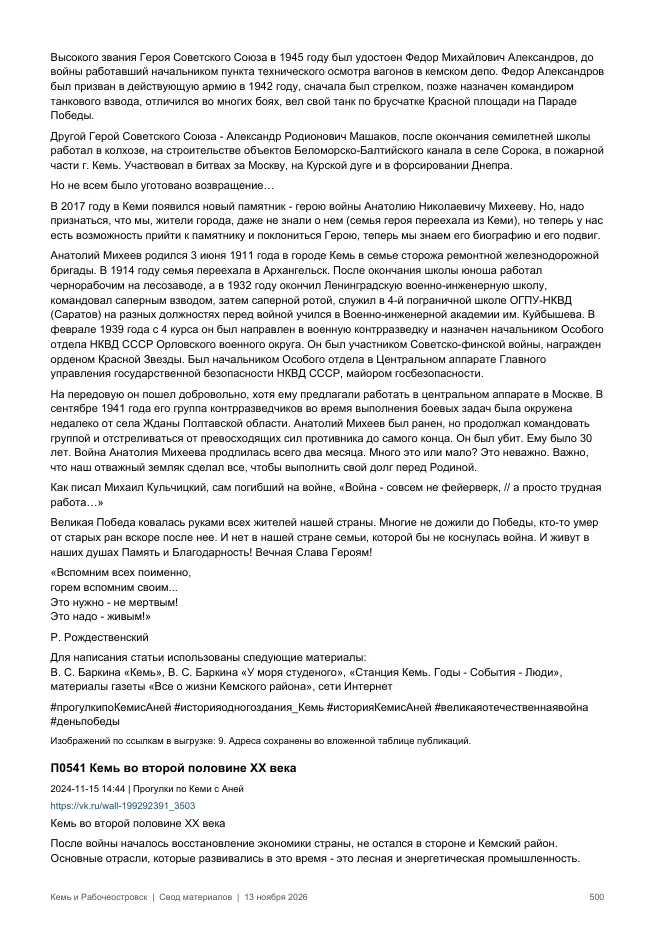 Высокого звания Героя Советского Союза в 1945 году был удостоен Федор Михайлович Александров, до
войны работавший начальником пункта технического осмотра вагонов в кемском депо. Федор Александров
был призван в действующую армию в 1942 году, сначала был стрелком, позже назначен командиром
танкового взвода, отличился во многих боях, вел свой танк по брусчатке Красной площади на Параде
Победы.
Другой Герой Советского Союза - Александр Родионович Машаков, после окончания семилетней школы
работал в колхозе, на строительстве объектов Беломорско-Балтийского канала в селе Сорока, в пожарной
части г. Кемь. Участвовал в битвах за Москву, на Курской дуге и в форсировании Днепра.
Но не всем было уготовано возвращение…
В 2017 году в Кеми появился новый памятник - герою войны Анатолию Николаевичу Михееву. Но, надо
признаться, что мы, жители города, даже не знали о нем (семья героя переехала из Кеми), но теперь у нас
есть возможность прийти к памятнику и поклониться Герою, теперь мы знаем его биографию и его подвиг.
Анатолий Михеев родился 3 июня 1911 года в городе Кемь в семье сторожа ремонтной железнодорожной
бригады. В 1914 году семья переехала в Архангельск. После окончания школы юноша работал
чернорабочим на лесозаводе, а в 1932 году окончил Ленинградскую военно-инженерную школу,
командовал саперным взводом, затем саперной ротой, служил в 4-й пограничной школе ОГПУ-НКВД
(Саратов) на разных должностях перед войной учился в Военно-инженерной академии им. Куйбышева. В
феврале 1939 года с 4 курса он был направлен в военную контрразведку и назначен начальником Особого
отдела НКВД СССР Орловского военного округа. Он был участником Советско-финской войны, награжден
орденом Красной Звезды. Был начальником Особого отдела в Центральном аппарате Главного
управления государственной безопасности НКВД СССР, майором госбезопасности.
На передовую он пошел добровольно, хотя ему предлагали работать в центральном аппарате в Москве. В
сентябре 1941 года его группа контрразведчиков во время выполнения боевых задач была окружена
недалеко от села Жданы Полтавской области. Анатолий Михеев был ранен, но продолжал командовать
группой и отстреливаться от превосходящих сил противника до самого конца. Он был убит. Ему было 30
лет. Война Анатолия Михеева продлилась всего два месяца. Много это или мало? Это неважно. Важно,
что наш отважный земляк сделал все, чтобы выполнить свой долг перед Родиной.
Как писал Михаил Кульчицкий, сам погибший на войне, «Война - совсем не фейерверк, // а просто трудная
работа…»
Великая Победа ковалась руками всех жителей нашей страны. Многие не дожили до Победы, кто-то умер
от старых ран вскоре после нее. И нет в нашей стране семьи, которой бы не коснулась война. И живут в
наших душах Память и Благодарность! Вечная Слава Героям!
«Вспомним всех поименно,
горем вспомним своим...
Это нужно - не мертвым!
Это надо - живым!»
Р. Рождественский
Для написания статьи использованы следующие материалы:
В. С. Баркина «Кемь», В. С. Баркина «У моря студеного», «Станция Кемь. Годы - События - Люди»,
материалы газеты «Все о жизни Кемского района», сети Интернет
#прогулкипоКемисАней #историяодногоздания_Кемь #историяКемисАней #великаяотечественнаявойна
#деньпобеды
Изображений по ссылкам в выгрузке: 9. Адреса сохранены во вложенной таблице публикаций.
П0541 Кемь во второй половине XX века
2024-11-15 14:44 | Прогулки по Кеми с Аней
https://vk.ru/wall-199292391_3503
Кемь во второй половине XX века
После войны началось восстановление экономики страны, не остался в стороне и Кемский район.
Основные отрасли, которые развивались в это время - это лесная и энергетическая промышленность.
Кемь и Рабочеостровск | Свод материалов | 13 ноября 2026
500